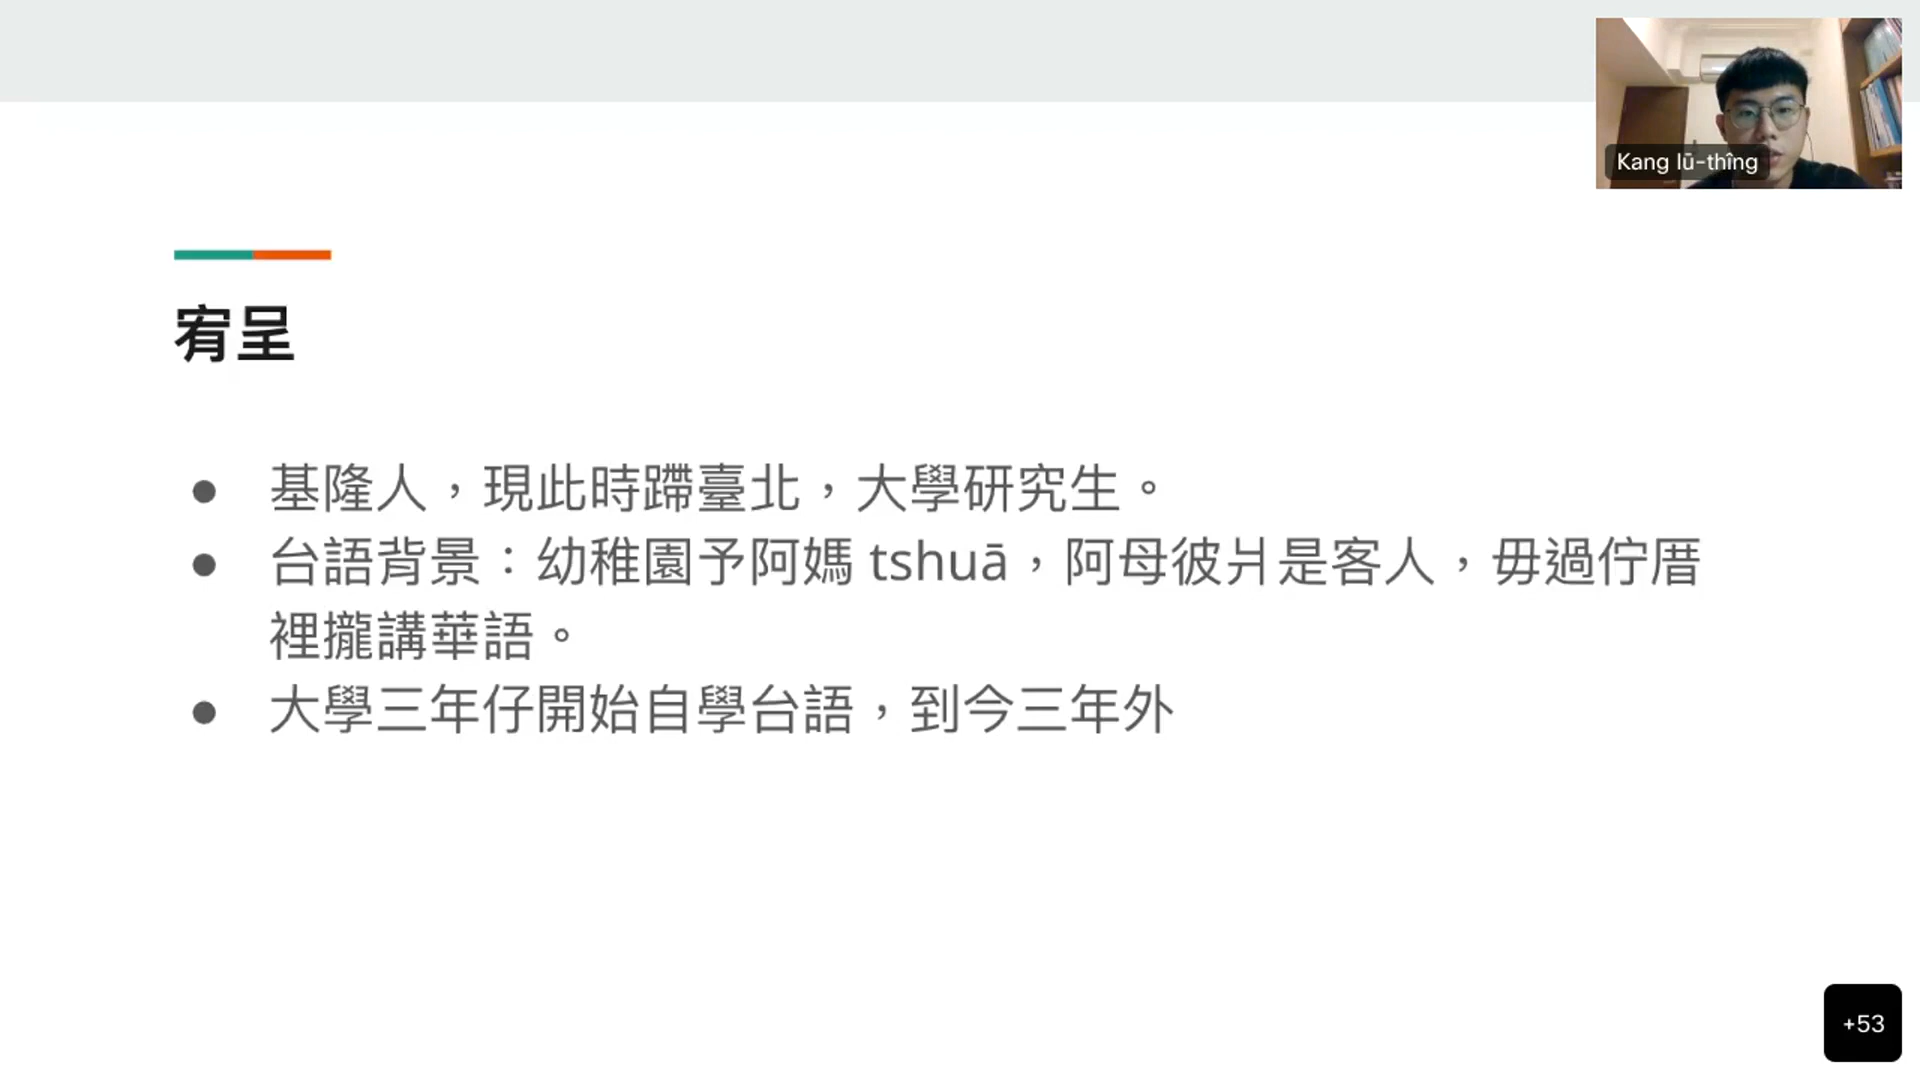 Kang lū-thîng
宥呈
● 基隆人，現此時蹛臺北，大學研究生。
● 台語背景：幼稚園予阿媽 tshuā，阿母彼爿是客人，毋過佇厝
裡攏講華語。
● 大學三年仔開始自學台語，到今三年外
+53